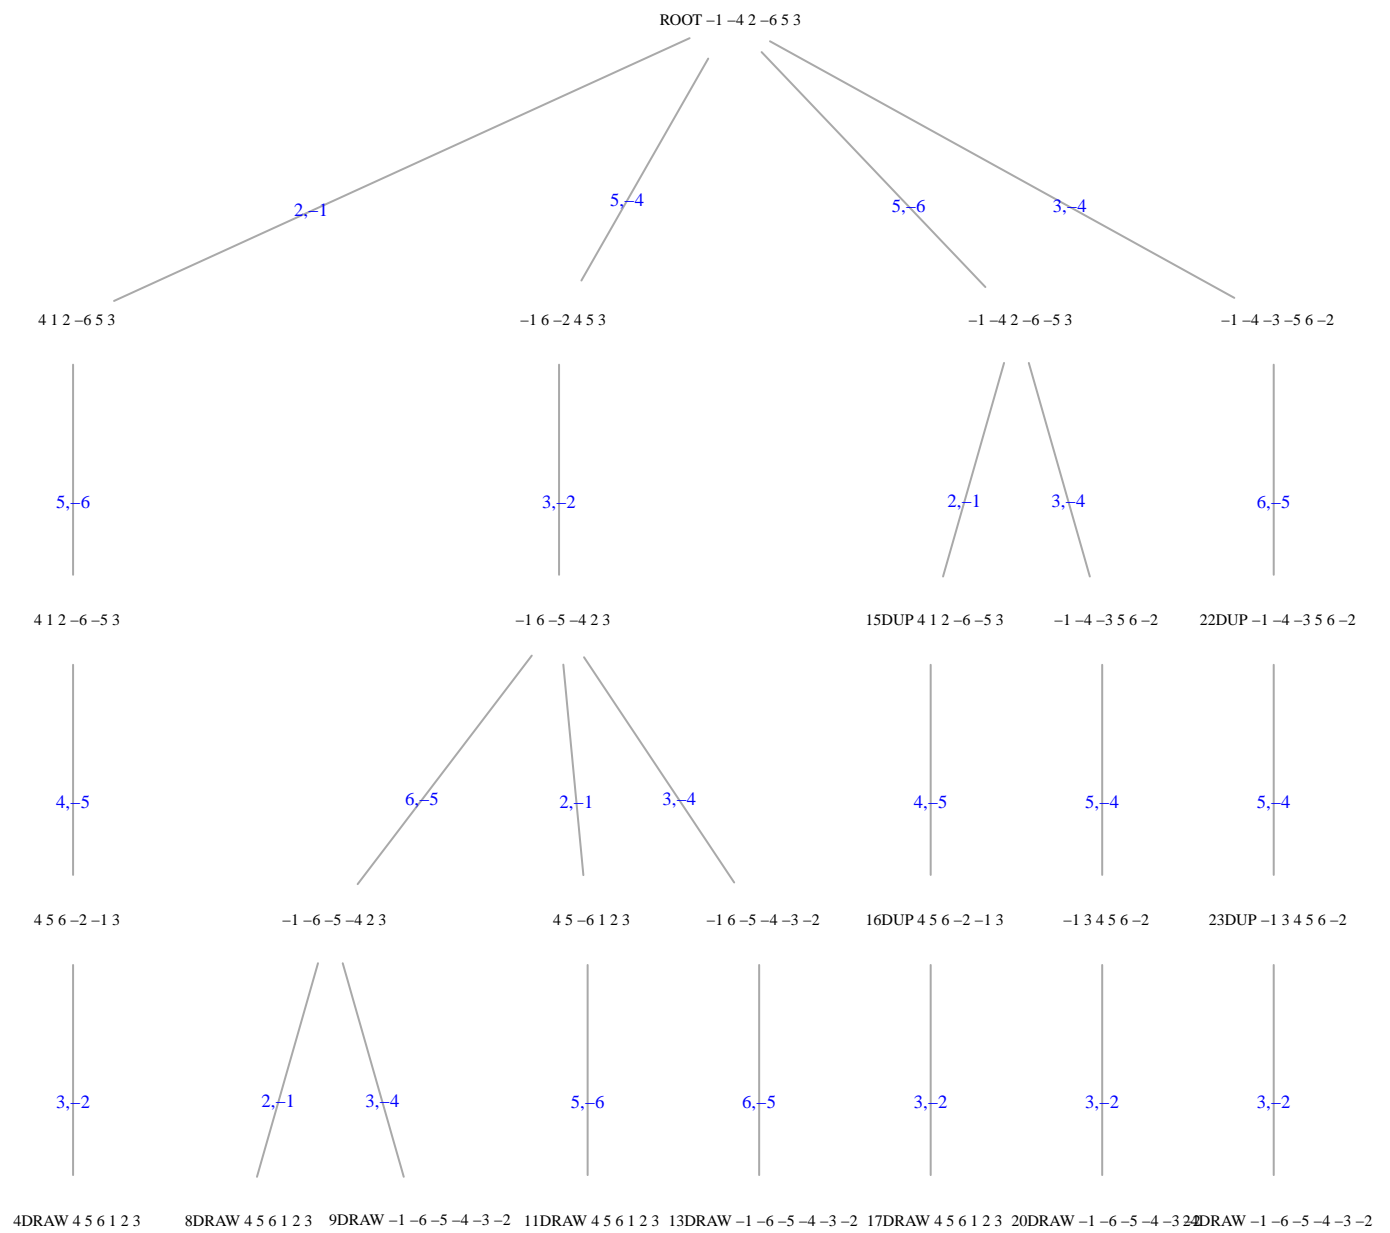 ROOT –1 –4 2 –6 5 3
2,–1
5,–4
5,–6
3,–4
4 1 2 –6 5 3
–1 6 –2 4 5 3
–1 –4 2 –6 –5 3
–1 –4 –3 –5 6 –2
5,–6
3,–2
2,–1
3,–4
6,–5
4 1 2 –6 –5 3
–1 6 –5 –4 2 3
15DUP 4 1 2 –6 –5 3
–1 –4 –3 5 6 –2
22DUP –1 –4 –3 5 6 –2
4,–5
6,–5
2,–1
3,–4
4,–5
5,–4
5,–4
4 5 6 –2 –1 3
–1 –6 –5 –4 2 3
4 5 –6 1 2 3
–1 6 –5 –4 –3 –2
16DUP 4 5 6 –2 –1 3
–1 3 4 5 6 –2
23DUP –1 3 4 5 6 –2
3,–2
2,–1
3,–4
5,–6
6,–5
3,–2
3,–2
3,–2
4DRAW 4 5 6 1 2 3
8DRAW 4 5 6 1 2 3
9DRAW –1 –6 –5 –4 –3 –2
11DRAW 4 5 6 1 2 3
13DRAW –1 –6 –5 –4 –3 –2
17DRAW 4 5 6 1 2 3
20DRAW –1 –6 –5 –4 –3 –2
DRAW –1 –6 –5 –4 –3 –2